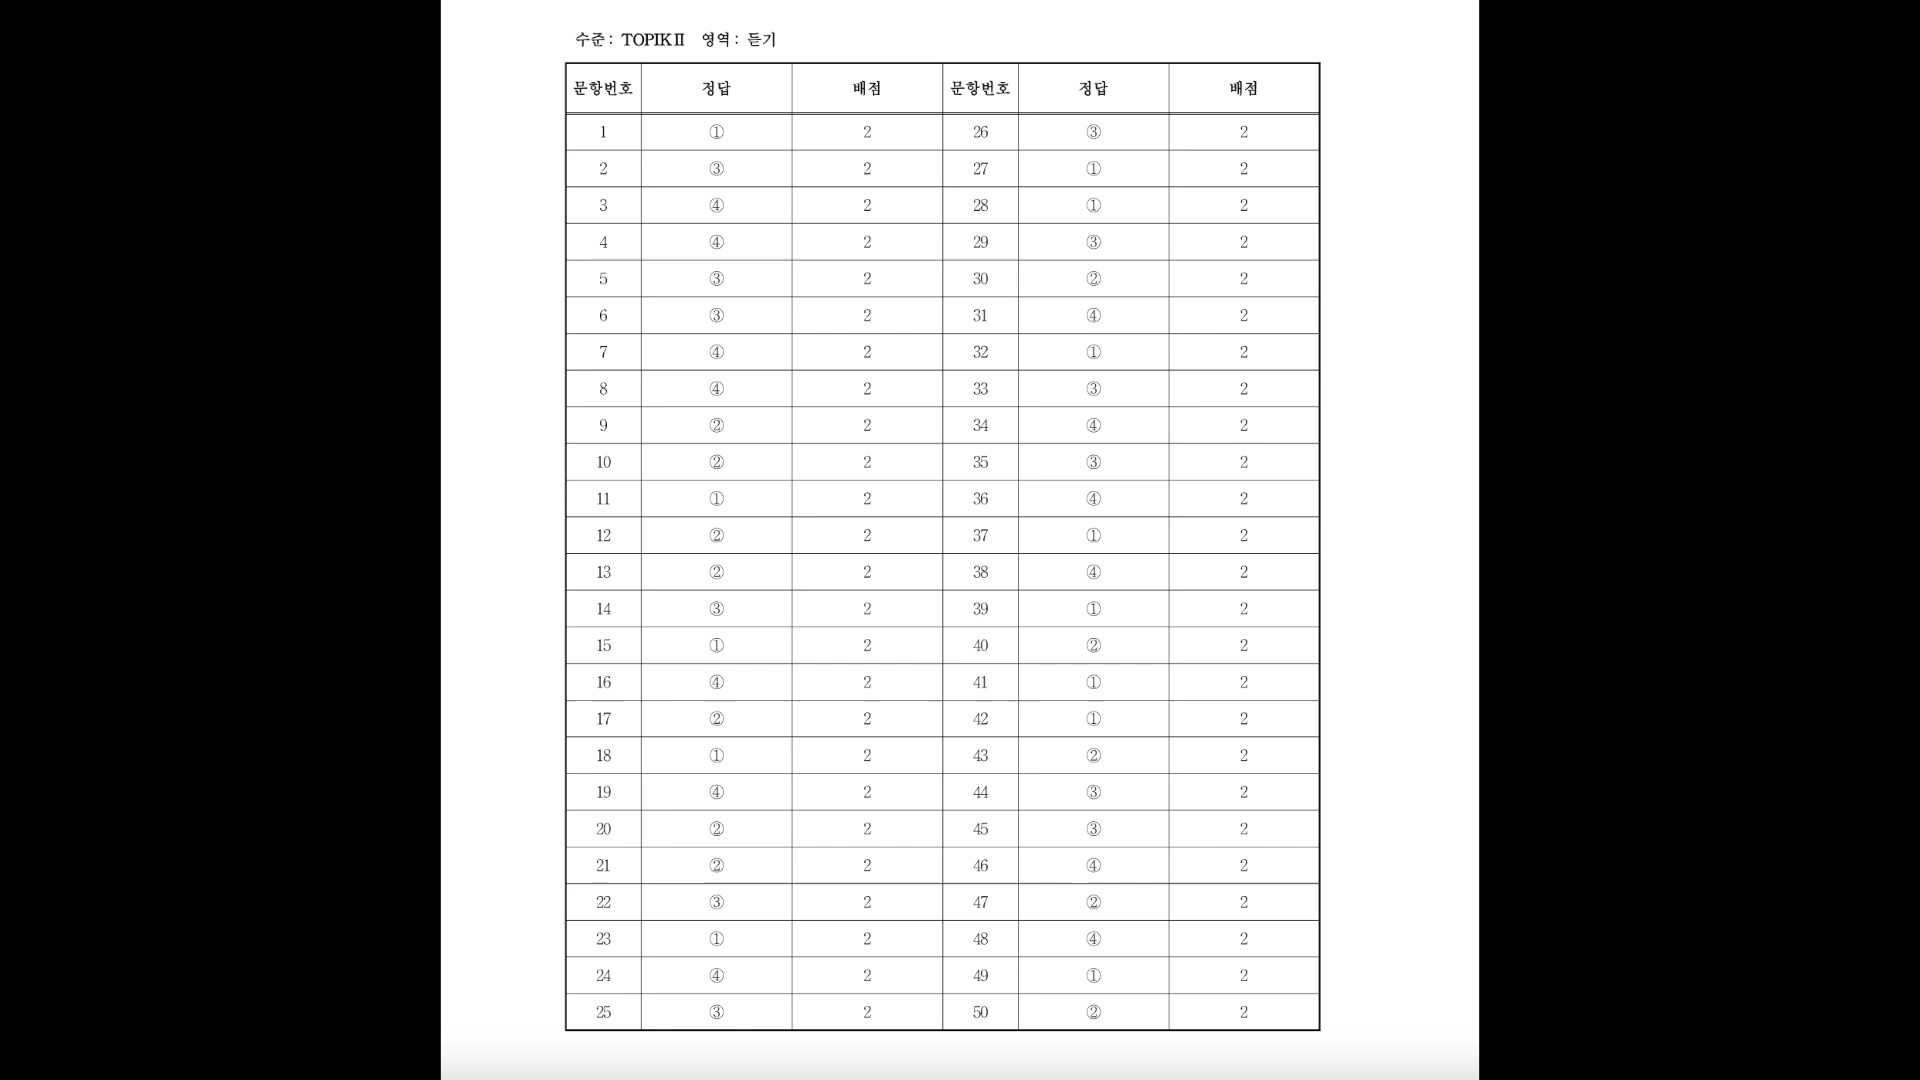 수준 : TOPIKⅡ 영역 : 듣기
문항번호 정답 배점 문항번호 정답 배점
1 ① 2 26 ③ 2
2 ③ 2 27 ① 2
3 ④ 2 28 ① 2
4 ④ 2 29 ③ 2
5 ③ 2 30 ② 2
6 ③ 2 31 ④ 2
7 ④ 2 32 ① 2
8 ④ 2 33 ③ 2
9 ② 2 34 ④ 2
10 ② 2 35 ③ 2
11 ① 2 36 ④ 2
12 ② 2 37 ① 2
13 ② 2 38 ④ 2
14 ③ 2 39 ① 2
15 ① 2 40 ② 2
16 ④ 2 41 ① 2
17 ② 2 42 ① 2
18 ① 2 43 ② 2
19 ④ 2 44 ③ 2
20 ② 2 45 ③ 2
21 ② 2 46 ④ 2
22 ③ 2 47 ② 2
23 ① 2 48 ④ 2
24 ④ 2 49 ① 2
25 ③ 2 50 ② 2